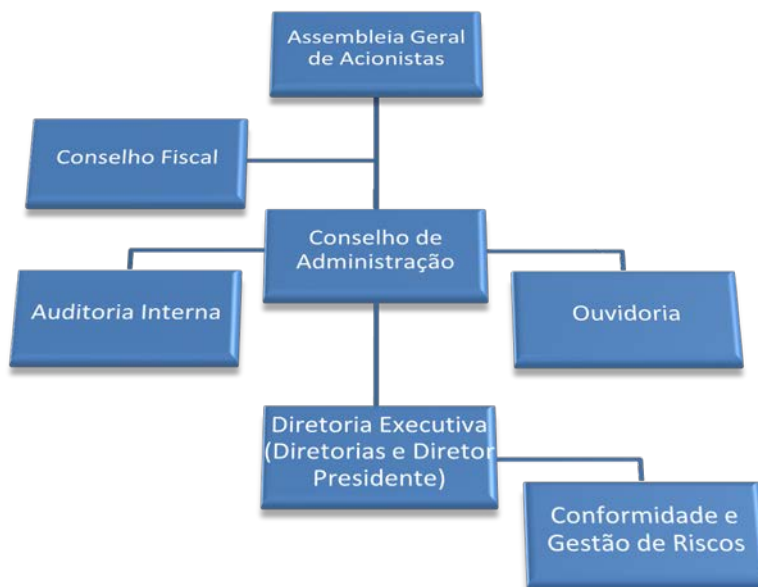 Assembleia Geral
de Acionistas
Conselho Fiscal
Conselho de
Administração
Auditoria Interna
Ouvidoria
Diretoria Executiva
(Diretorias e Diretor
Presidente)
Conformidade e
Gestão de Riscos